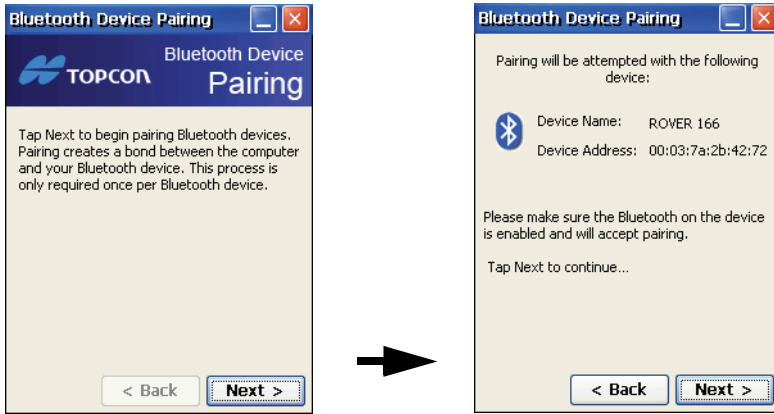 Bluetooth Device Pairing
TOPCON
Bluetooth Device
Pairing
Tap Next to begin pairing Bluetooth devices.
Pairing creates a bond between the computer
and your Bluetooth device. This process is
only required once per Bluetooth device.
< Back
Next >
Bluetooth Device Pairing
Pairing will be attempted with the following
device:
Device Name: ROVER 166
Device Address: 00:03:7a:2b:42:72
Please make sure the Bluetooth on the device
is enabled and will accept pairing.
Tap Next to continue...
< Back
Next >